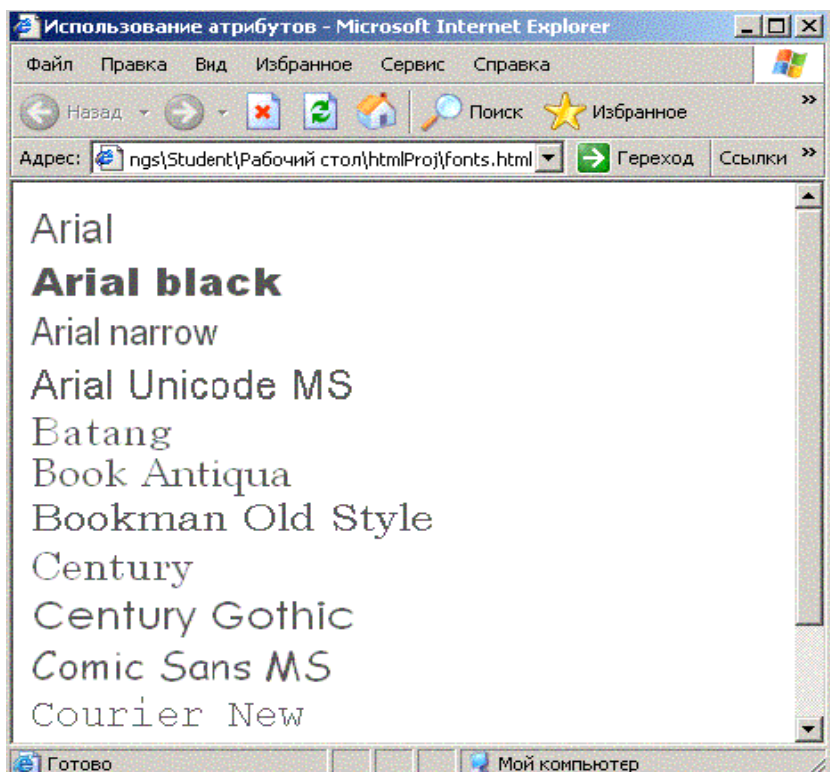 Использование атрибутов - Microsoft Internet Explorer
Файл Правка Вид Избранное Сервис Справка
Назад Поиск Избранное »
Адрес: ngs\Student\Рабочий стол\htmlProj\fonts.html Гереход Ссылки »
Arial
Arial black
Arial narrow
Arial Unicode MS
Batang
Book Antiqua
Bookman Old Style
Century
Century Gothic
Comic Sans MS
Courier New
Готово Мой компьютер